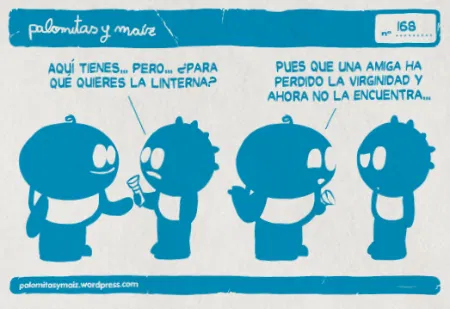 palomitas y maíz
nº 168
AQUÍ TIENES... PERO... ¿PARA
QUÉ QUIERES LA LINTERNA?
PUES QUE UNA AMIGA HA
PERDIDO LA VIRGINIDAD Y
AHORA NO LA ENCUENTRA...
palomitasymaiz.wordpress.com